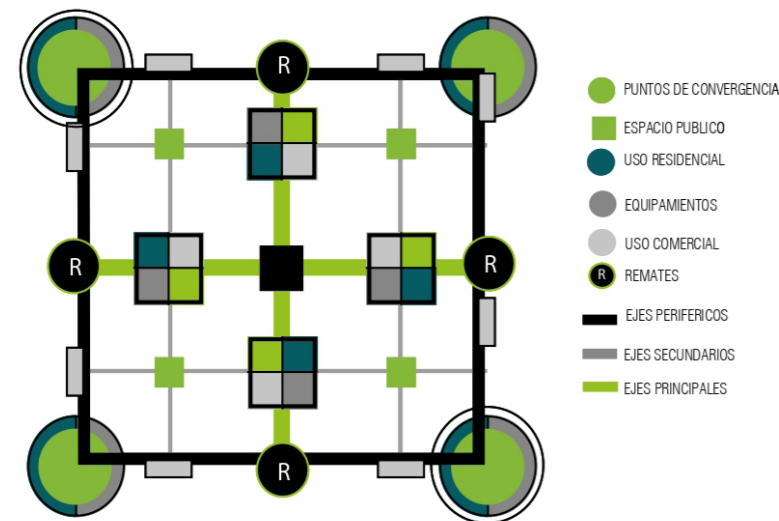 R
R
R
R
PUNTOS DE CONVERGENCIA
ESPACIO PUBLICO
USO RESIDENCIAL
EQUIPAMIENTOS
USO COMERCIAL
R REMATES
EJES PERIFERICOS
EJES SECUNDARIOS
EJES PRINCIPALES